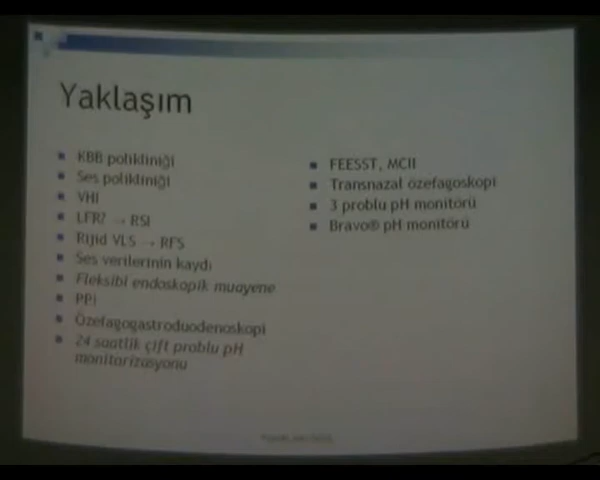 Yaklaşım
KBB polikliniği
Ses polikliniği
VHI
LFR? → RSI
Rijid VLS → RFS
Ses verilerinin kaydı
Fleksibl endoskopik muayene
PPI
Özefagogastroduodenoskopi
24 saatlik çift problu pH
monitorizasyonu
FEESST, MCII
Transnazal özefagoskopi
3 problu pH monitörü
Bravo® pH monitörü